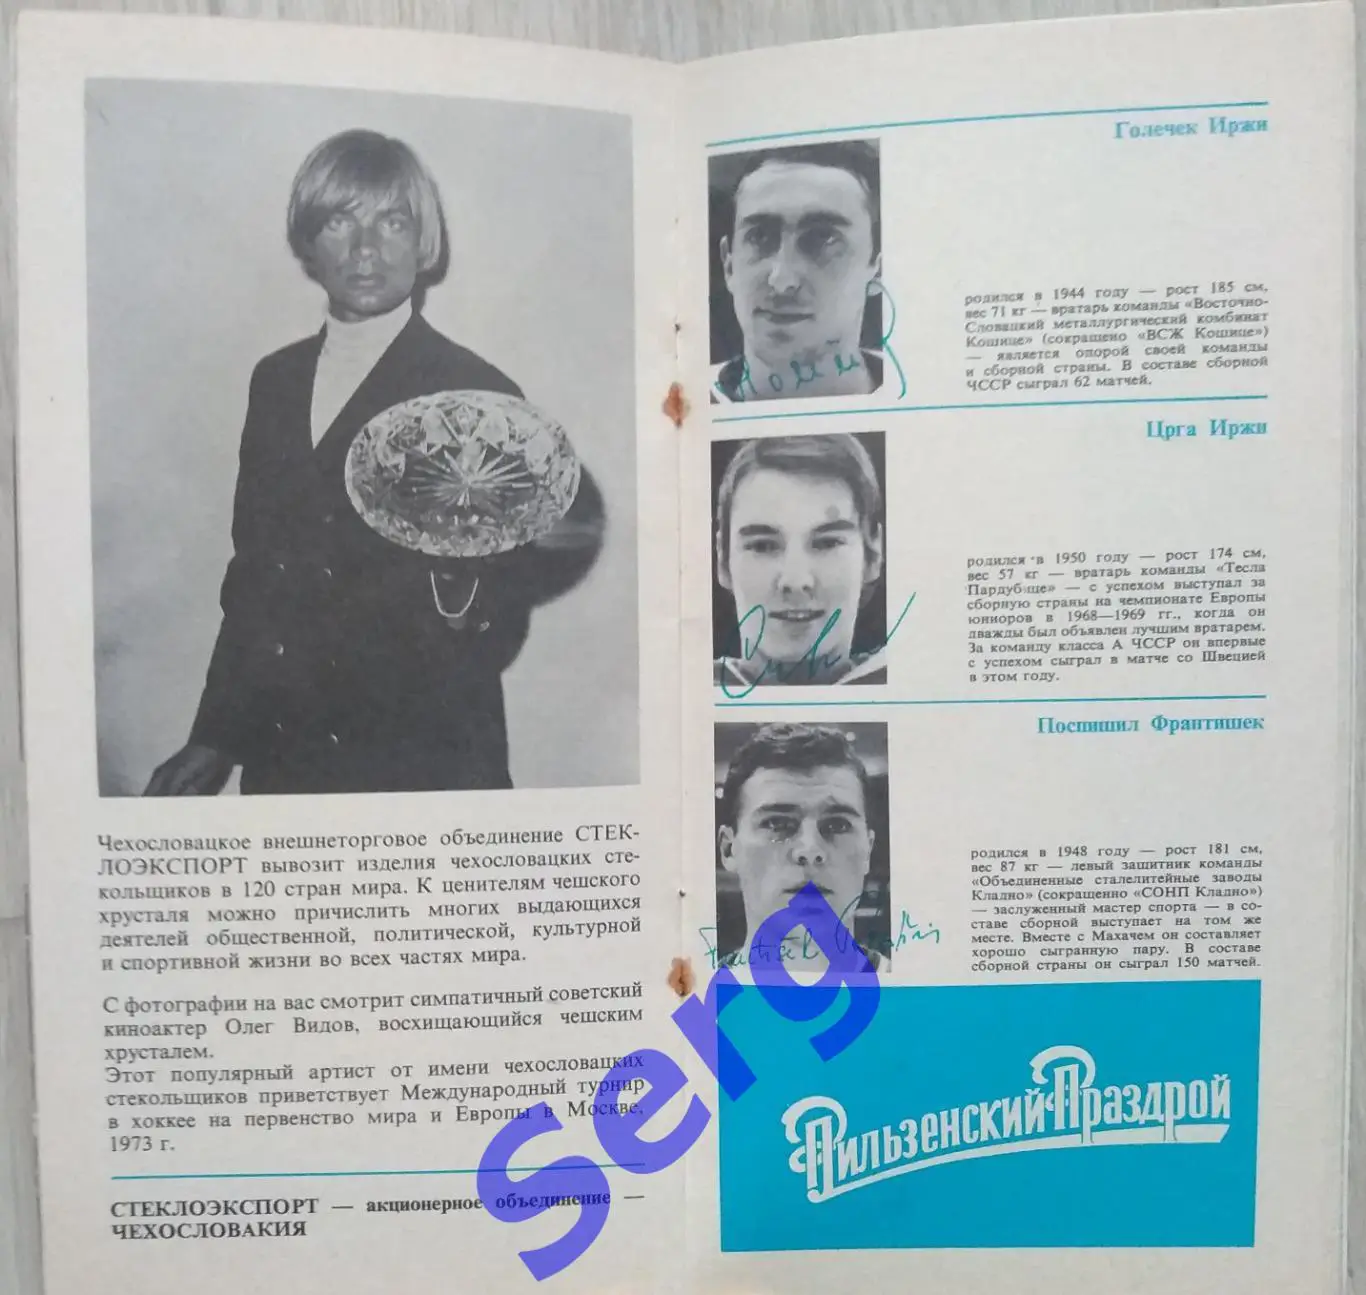 Чехословацкое внешнеторговое объединение СТЕК-
ЛОЭКСПОРТ вывозит изделия чехословацких сте-
кольщиков в 120 стран мира. К ценителям чешского
хрусталя можно причислить многих выдающихся
деятелей общественной, политической, культурной
и спортивной жизни во всех частях мира.
С фотографии на вас смотрит симпатичный советский
киноактер Олег Видов, восхищающийся чешским
хрусталем.
Этот популярный артист от имени чехословацких
стекольщиков приветствует Международный турнир
в хоккее на первенство мира и Европы в Москве.
1973 г.
СТЕКЛОЭКСПОРТ — акционерное объединение —
ЧЕХОСЛОВАКИЯ
Голечек Иржи
родился в 1944 году — рост 185 см,
вес 71 кг — вратарь команды «Восточно-
Словацкий металлургический комбинат
Кошице» (сокращено «ВСЖ Кошице»)
— является опорой своей команды
и сборной страны. В составе сборной
ЧССР сыграл 62 матчей.
Црга Иржи
родился в 1950 году — рост 174 см,
вес 57 кг — вратарь команды «Тесла
Пардубице» — с успехом выступал за
сборную страны на чемпионате Европы
юниоров в 1968—1969 гг., когда он
дважды был объявлен лучшим вратарем.
За команду класса А ЧССР он впервые
с успехом сыграл в матче со Швецией
в этом году.
Поспишил Франтишек
родился в 1948 году — рост 181 см,
вес 87 кг — левый защитник команды
«Объединенные сталелитейные заводы
Кладно» (сокращенно «СОНП Кладно»)
— заслуженный мастер спорта — в со-
ставе сборной выступает на том же
месте. Вместе с Махачем он составляет
хорошо сыгранную пару. В составе
сборной страны он сыграл 150 матчей.
Пильзенский Праздрой
Serg